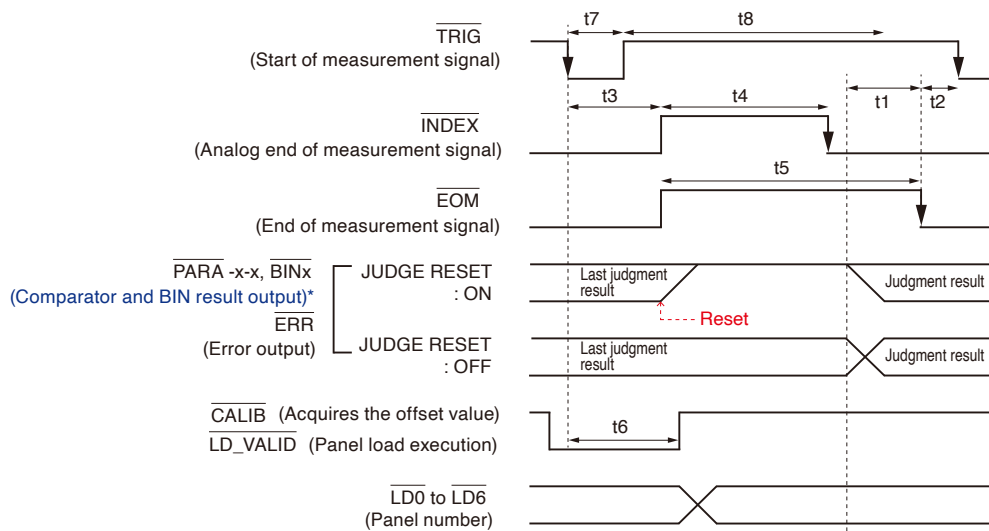 t7
t8
TRIG
(Start of measurement signal)
t1
t2
t3
t4
INDEX
(Analog end of measurement signal)
t5
EOM
(End of measurement signal)
PARA -x-x, BINx
(Comparator and BIN result output)*
ERR
(Error output)
JUDGE RESET
: ON
Last judgment
result
Judgment result
Reset
JUDGE RESET
: OFF
Last judgment
result
Judgment result
CALIB (Acquires the offset value)
LD_VALID (Panel load execution)
t6
LD0 to LD6
(Panel number)